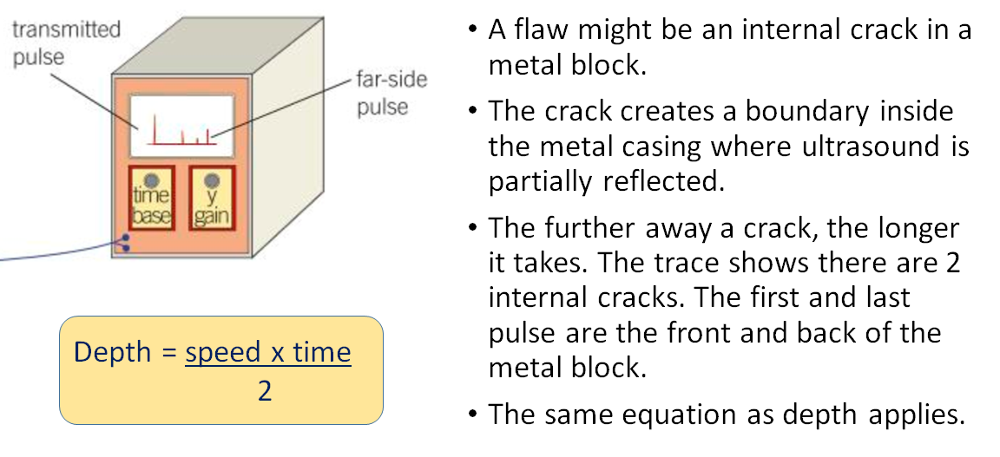 transmitted
pulse
far-side
pulse
time
base
y
gain
Depth = speed x time
2
• A flaw might be an internal crack in a
metal block.
• The crack creates a boundary inside
the metal casing where ultrasound is
partially reflected.
• The further away a crack, the longer
it takes. The trace shows there are 2
internal cracks. The first and last
pulse are the front and back of the
metal block.
• The same equation as depth applies.